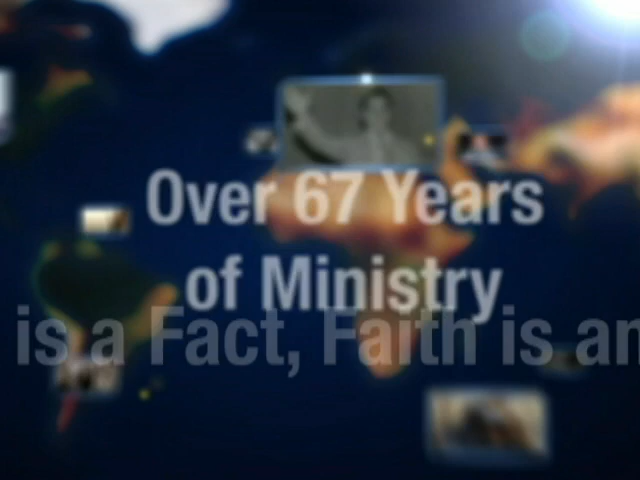 Over 67 Years
of Ministry
is a Fact, Faith is an